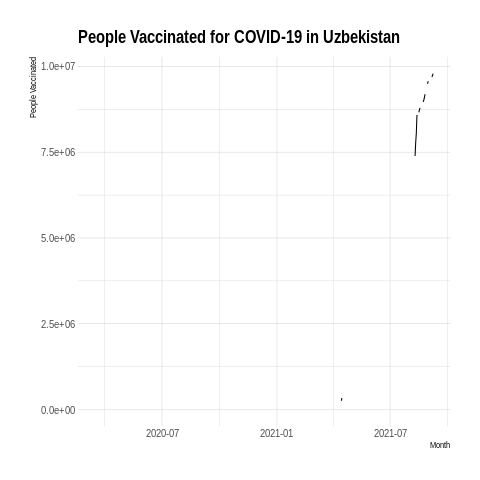 People Vaccinated for COVID-19 in Uzbekistan
People Vaccinated
1.0e+07
7.5e+06
5.0e+06
2.5e+06
0.0e+00
2020-07
2021-01
2021-07
Month